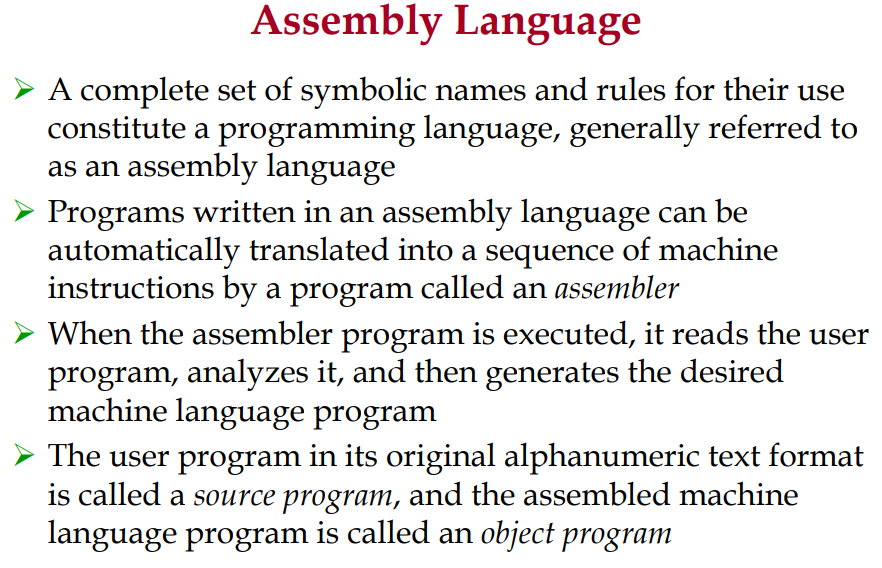 Assembly Language
➢ A complete set of symbolic names and rules for their use
constitute a programming language, generally referred to
as an assembly language
➢ Programs written in an assembly language can be
automatically translated into a sequence of machine
instructions by a program called an assembler
➢ When the assembler program is executed, it reads the user
program, analyzes it, and then generates the desired
machine language program
➢ The user program in its original alphanumeric text format
is called a source program, and the assembled machine
language program is called an object program